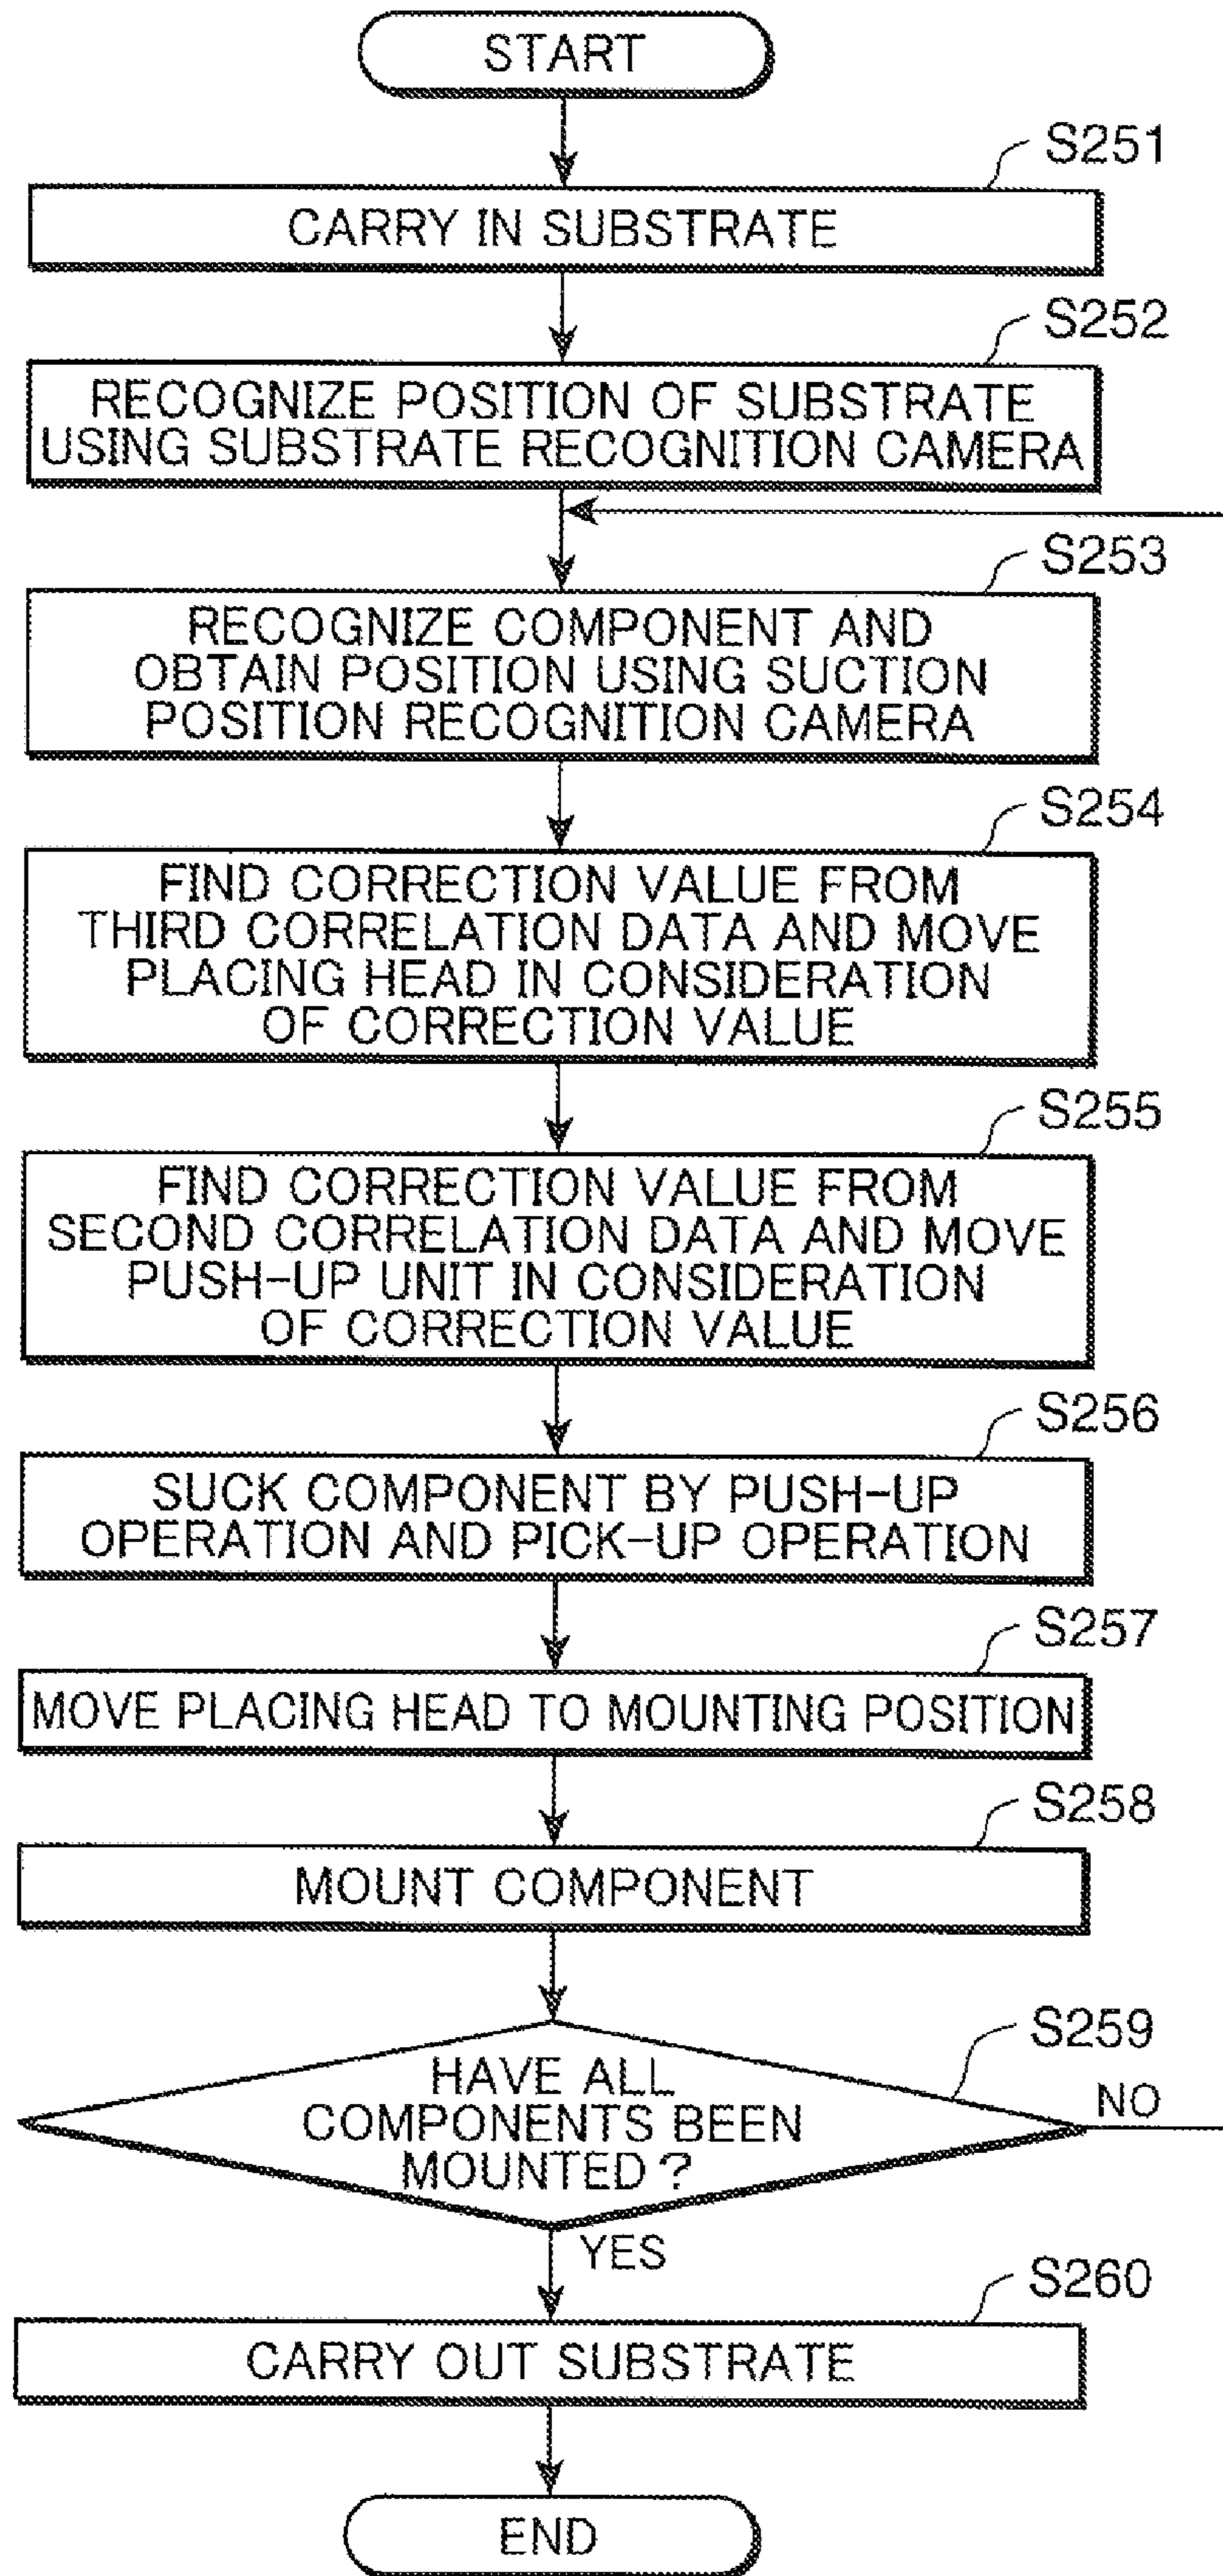 START
S251
CARRY IN SUBSTRATE
S252
RECOGNIZE POSITION OF SUBSTRATE
USING SUBSTRATE RECOGNITION CAMERA
S253
RECOGNIZE COMPONENT AND
OBTAIN POSITION USING SUCTION
POSITION RECOGNITION CAMERA
S254
FIND CORRECTION VALUE FROM
THIRD CORRELATION DATA AND MOVE
PLACING HEAD IN CONSIDERATION
OF CORRECTION VALUE
S255
FIND CORRECTION VALUE FROM
SECOND CORRELATION DATA AND MOVE
PUSH-UP UNIT IN CONSIDERATION
OF CORRECTION VALUE
S256
SUCK COMPONENT BY PUSH-UP
OPERATION AND PICK-UP OPERATION
S257
MOVE PLACING HEAD TO MOUNTING POSITION
S258
MOUNT COMPONENT
S259
HAVE ALL
COMPONENTS BEEN
MOUNTED?
NO
YES
S260
CARRY OUT SUBSTRATE
END